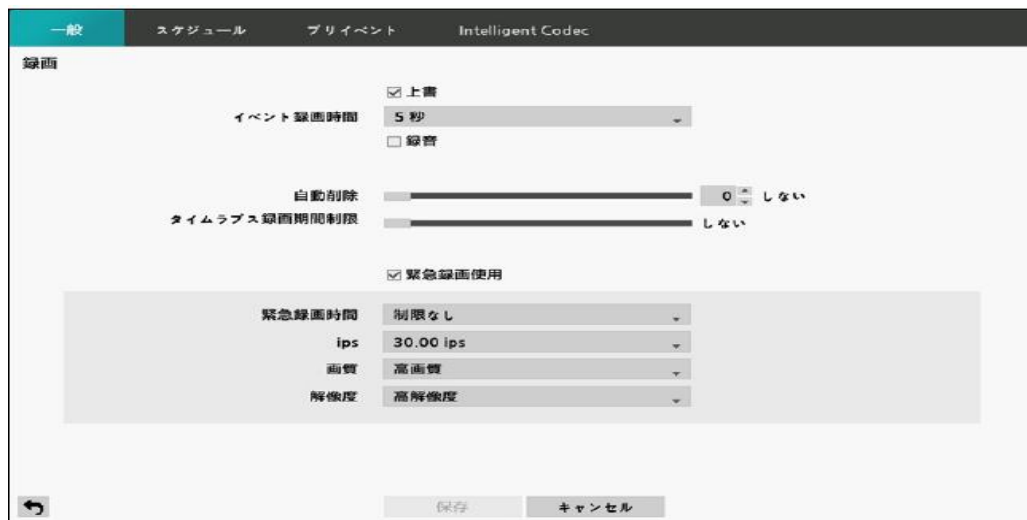 一般 スケジュール プリイベント Intelligent Codec
録画
上書
イベント録画時間 5 秒
録音
自動削除 0 しない
タイムラプス録画期間制限 しない
緊急録画使用
緊急録画時間 制限なし
ips 30.00 ips
画質 高画質
解像度 高解像度
保存 キャンセル